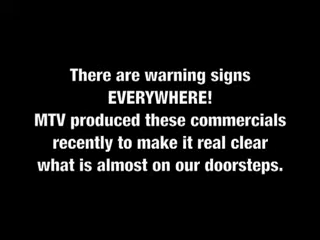 There are warning signs
EVERYWHERE!
MTV produced these commercials
recently to make it real clear
what is almost on our doorsteps.